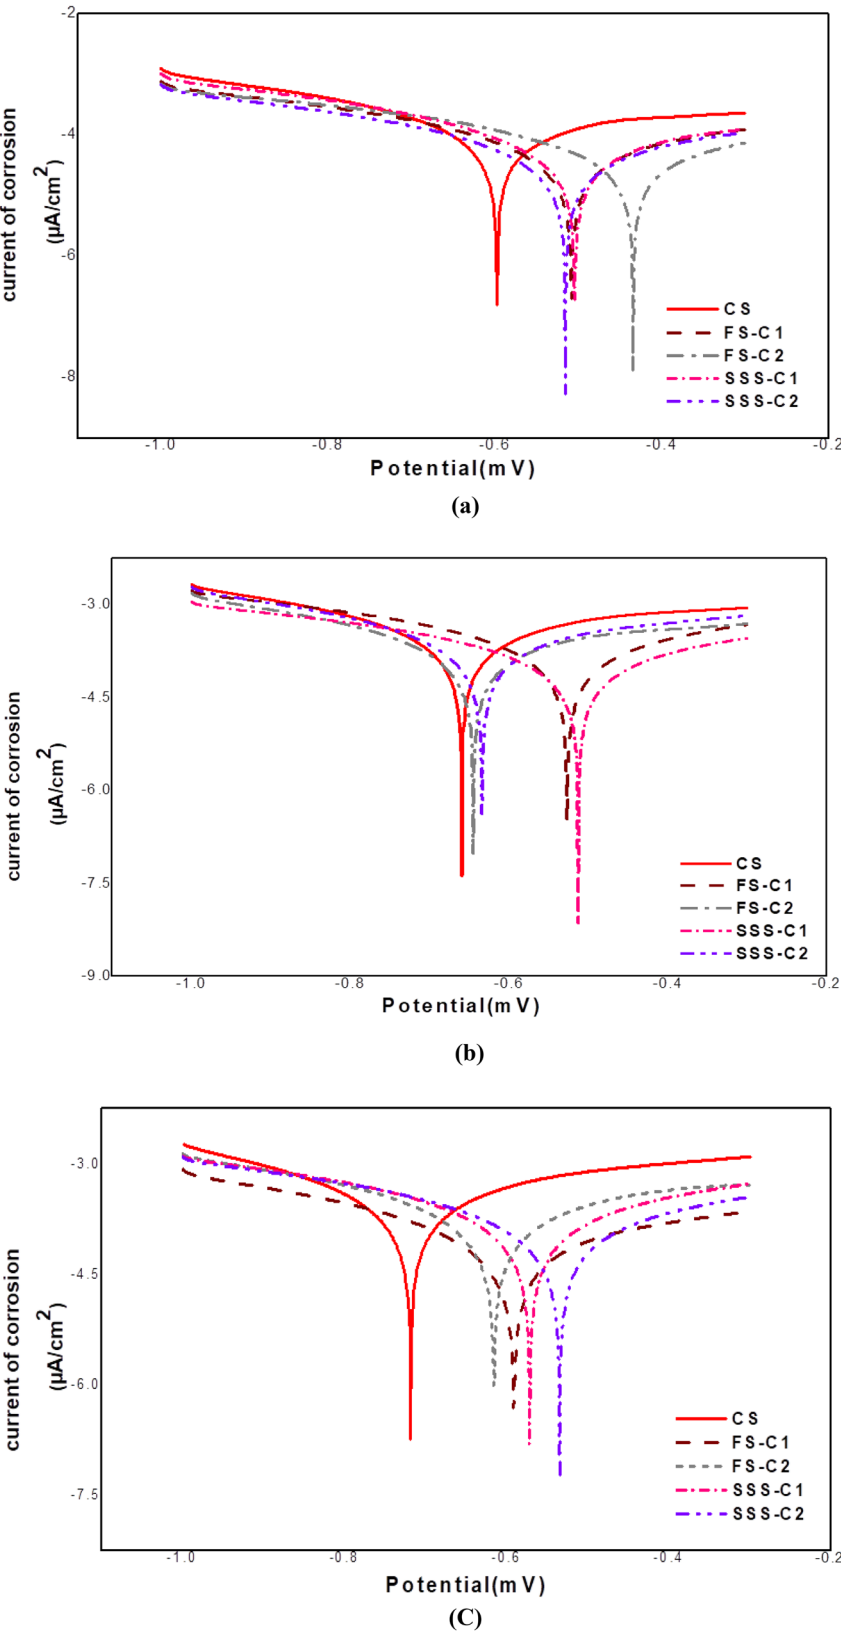 -2
-4
-6
-8
current of corrosion
(μA/cm2)
CS
FS-C1
FS-C2
SSS-C1
SSS-C2
-1.0 -0.8 -0.6 -0.4 -0.2
Potential(mV)
(a)
-3.0
-4.5
-6.0
-7.5
-9.0
current of corrosion
(μA/cm2)
CS
FS-C1
FS-C2
SSS-C1
SSS-C2
-1.0 -0.8 -0.6 -0.4 -0.2
Potential(mV)
(b)
-3.0
-4.5
-6.0
-7.5
current of corrosion
(μA/cm2)
CS
FS-C1
FS-C2
SSS-C1
SSS-C2
-1.0 -0.8 -0.6 -0.4 -0.2
Potential(mV)
(C)